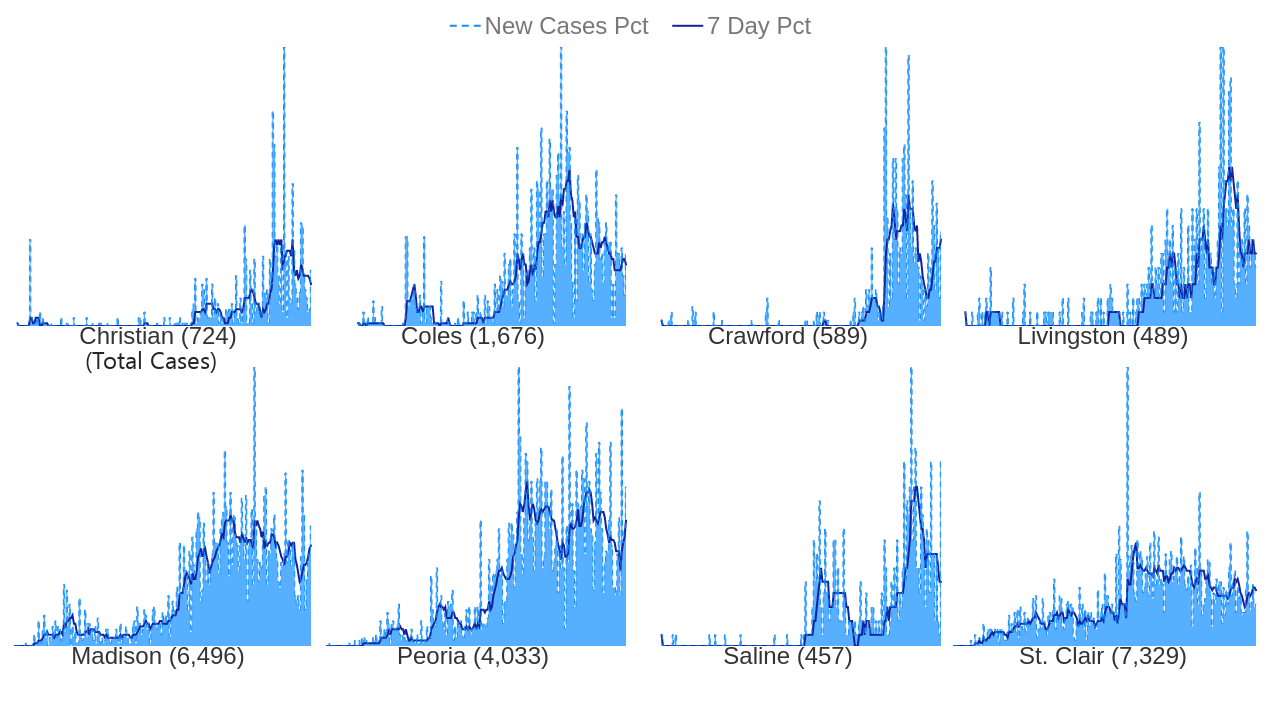 New Cases Pct 7 Day Pct
Christian (724) Coles (1,676) Crawford (589) Livingston (489)
(Total Cases)
Madison (6,496) Peoria (4,033) Saline (457) St. Clair (7,329)